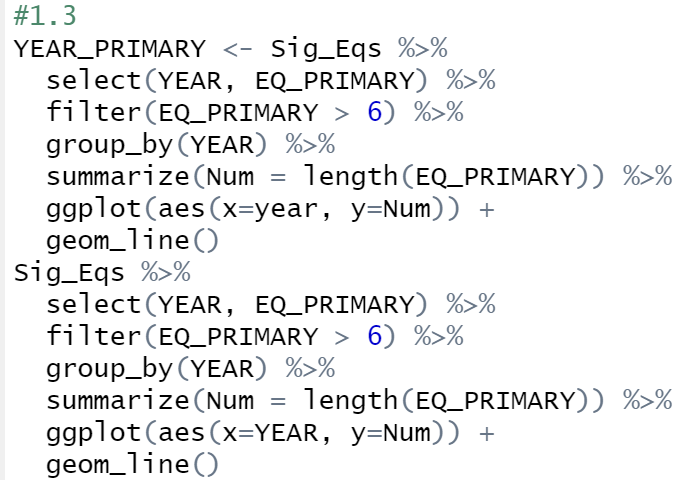 #1.3
YEAR_PRIMARY <- Sig_Eqs %>%
  select(YEAR, EQ_PRIMARY) %>%
  filter(EQ_PRIMARY > 6) %>%
  group_by(YEAR) %>%
  summarize(Num = length(EQ_PRIMARY)) %>%
  ggplot(aes(x=year, y=Num)) +
  geom_line()
Sig_Eqs %>%
  select(YEAR, EQ_PRIMARY) %>%
  filter(EQ_PRIMARY > 6) %>%
  group_by(YEAR) %>%
  summarize(Num = length(EQ_PRIMARY)) %>%
  ggplot(aes(x=YEAR, y=Num)) +
  geom_line()